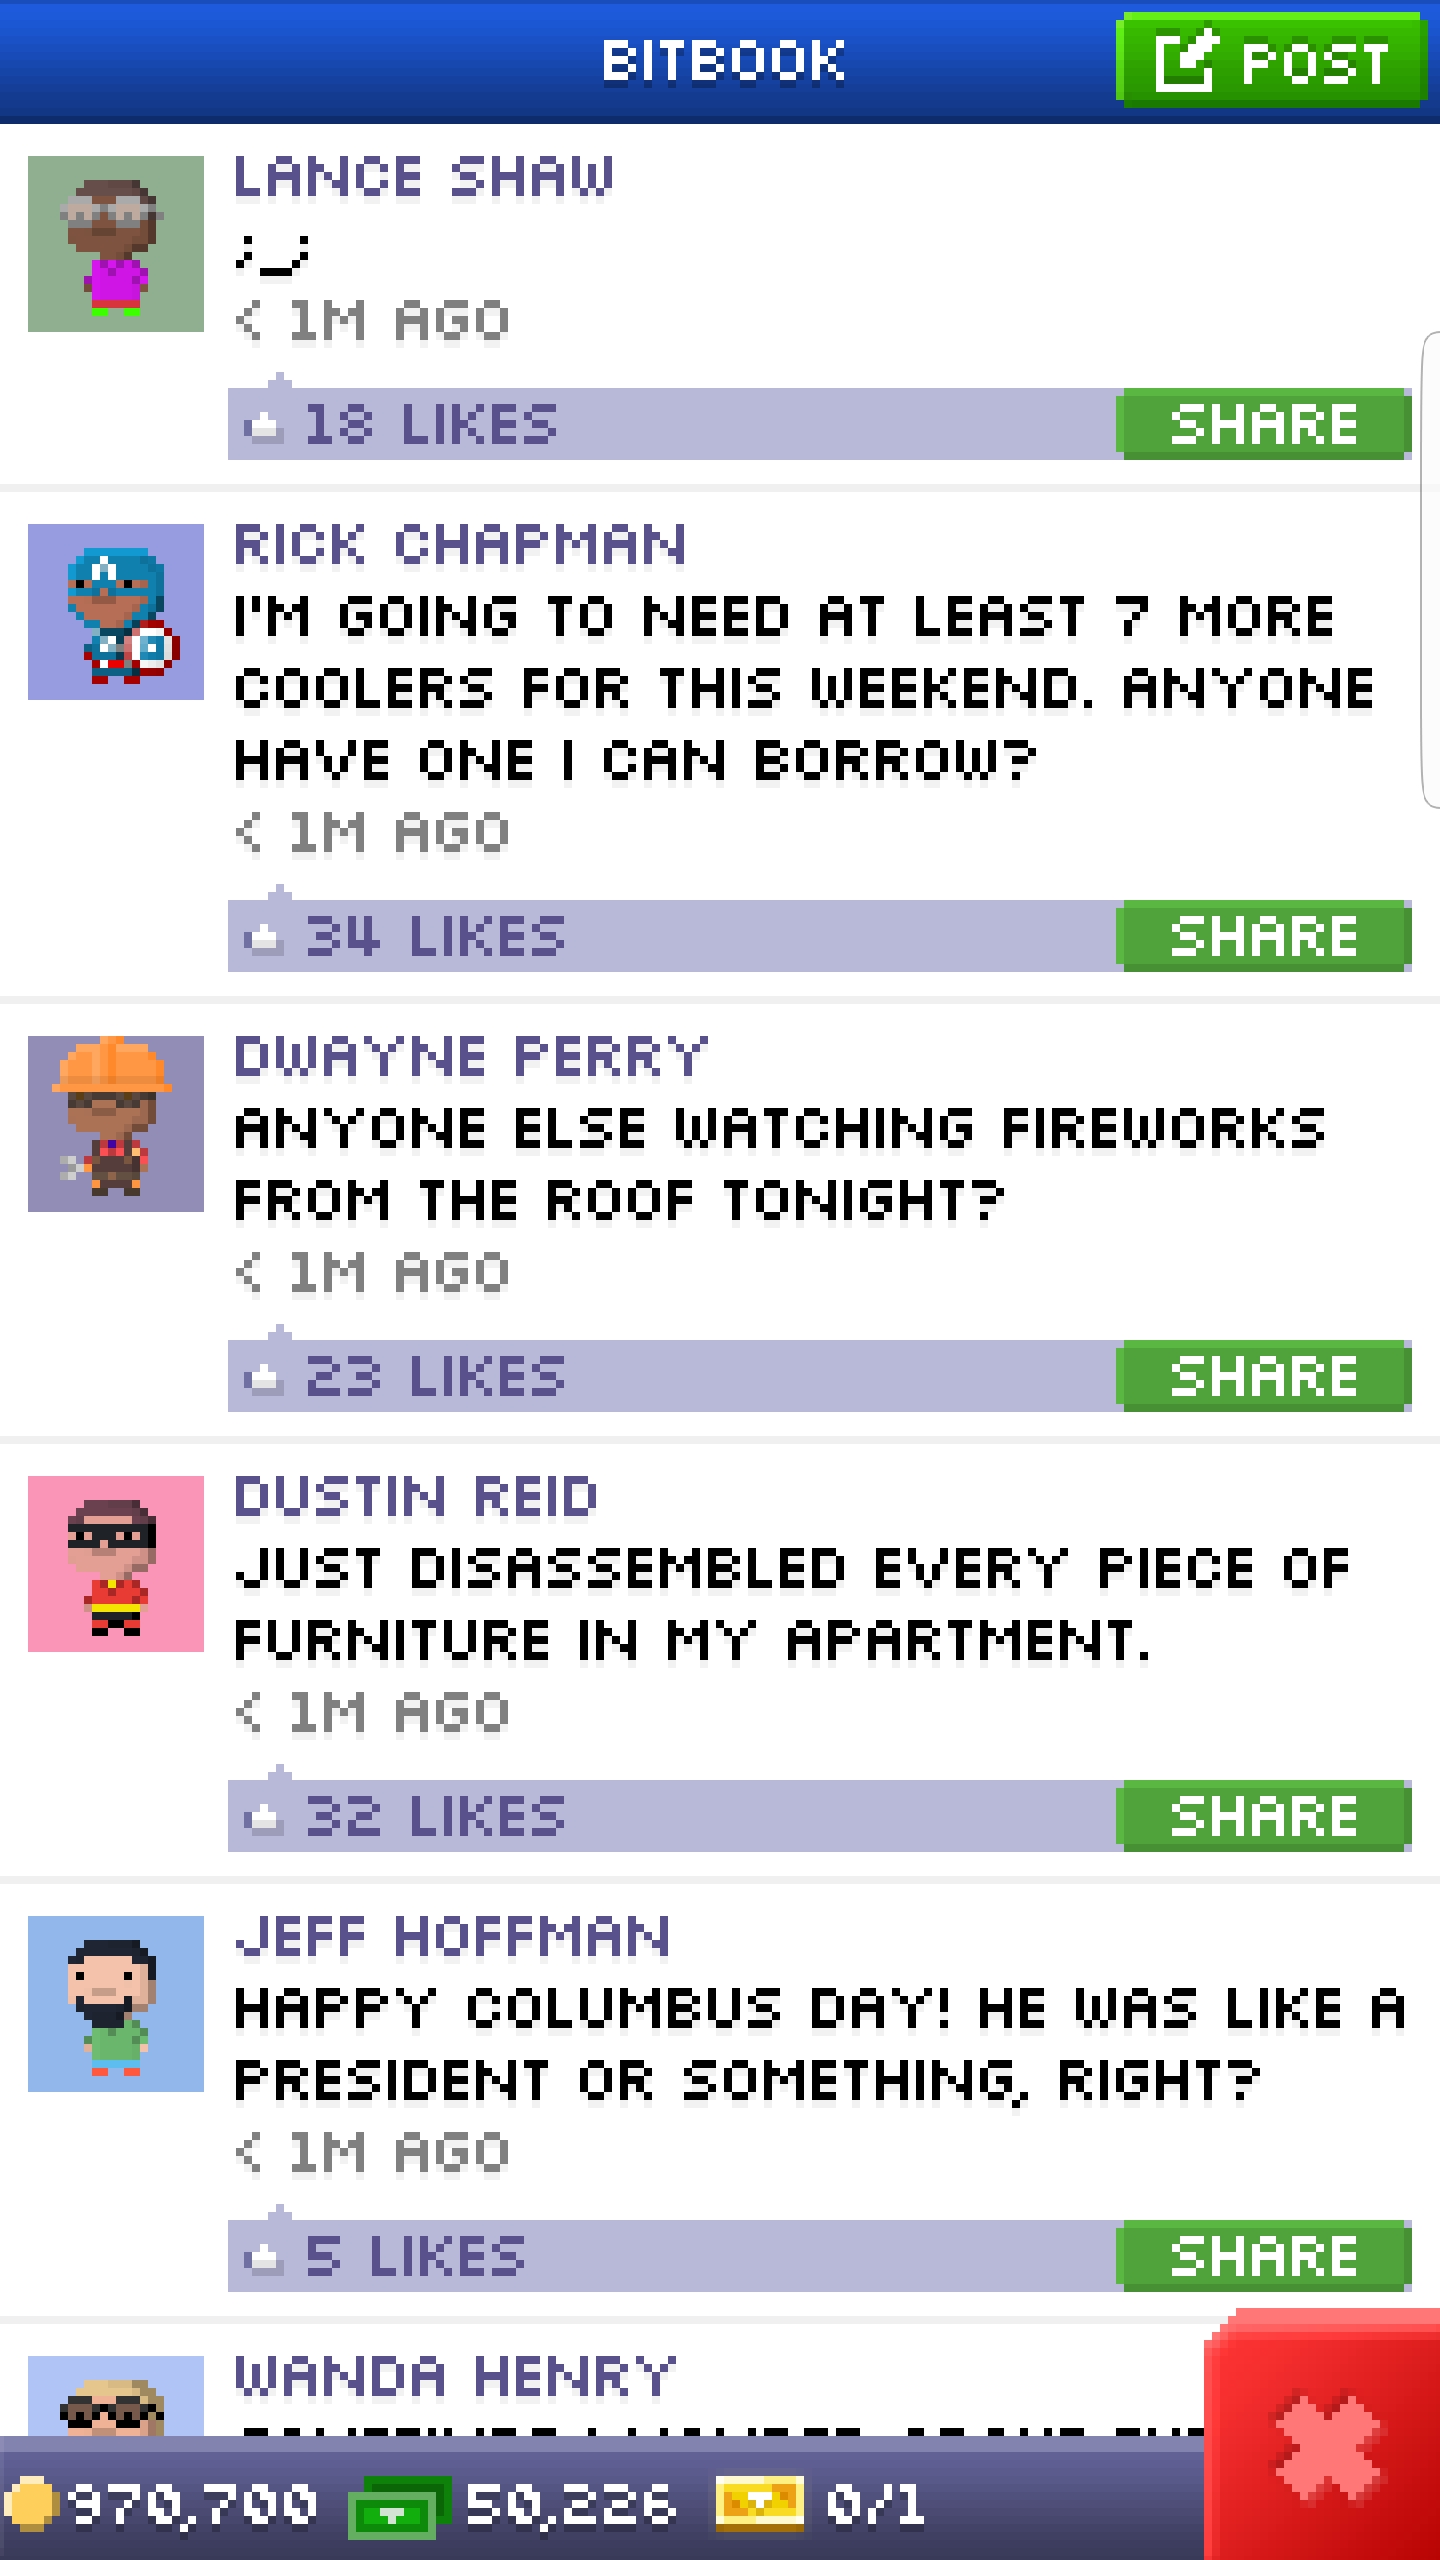 BITBOOK
POST
LANCE SHAW
;_;
< 1M AGO
18 LIKES
SHARE
RICK CHAPMAN
I'M GOING TO NEED AT LEAST 7 MORE
COOLERS FOR THIS WEEKEND. ANYONE
HAVE ONE I CAN BORROW?
< 1M AGO
34 LIKES
SHARE
DWAYNE PERRY
ANYONE ELSE WATCHING FIREWORKS
FROM THE ROOF TONIGHT?
< 1M AGO
23 LIKES
SHARE
DUSTIN REID
JUST DISASSEMBLED EVERY PIECE OF
FURNITURE IN MY APARTMENT.
< 1M AGO
32 LIKES
SHARE
JEFF HOFFMAN
HAPPY COLUMBUS DAY! HE WAS LIKE A
PRESIDENT OR SOMETHING, RIGHT?
< 1M AGO
5 LIKES
SHARE
WANDA HENRY
970,700 50,226 0/1